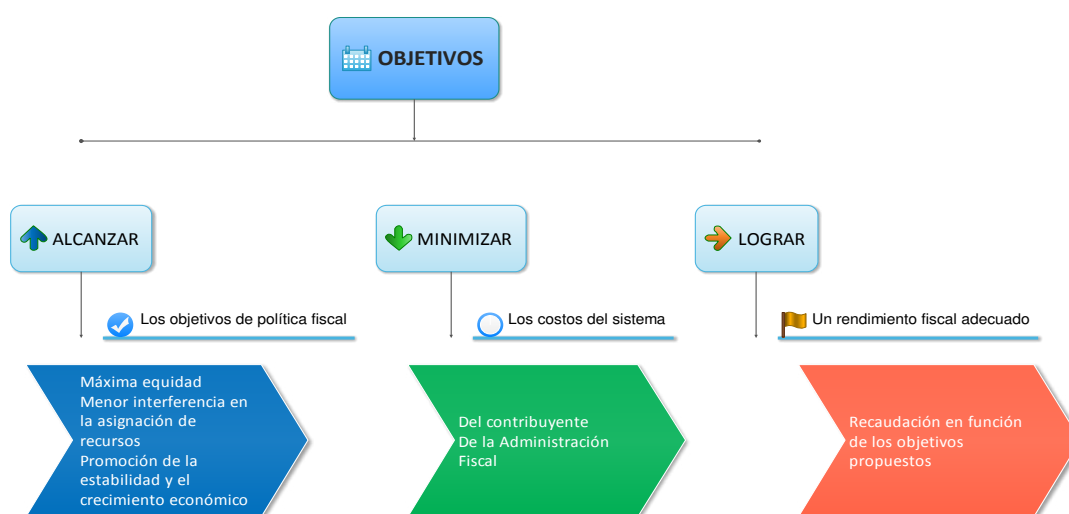 OBJETIVOS
ALCANZAR
MINIMIZAR
LOGRAR
Los objetivos de política fiscal
Los costos del sistema
Un rendimiento fiscal adecuado
Máxima equidad
Menor interferencia en
la asignación de
recursos
Promoción de la
estabilidad y el
crecimiento económico
Del contribuyente
De la Administración
Fiscal
Recaudación en función
de los objetivos
propuestos